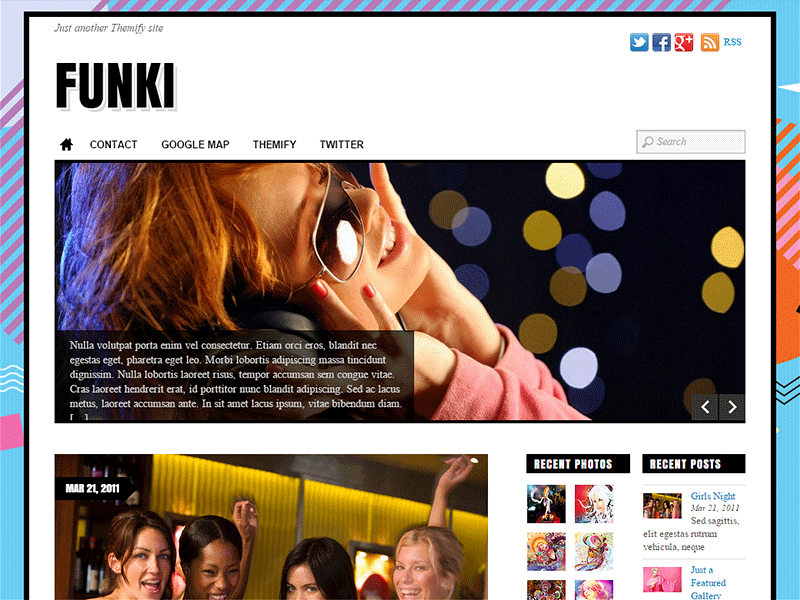 Just another Themify site
RSS
FUNKI
CONTACT GOOGLE MAP THEMIFY TWITTER
Search
Nulla volutpat porta enim vel consectetur. Etiam orci eros, blandit nec
egestas eget, pharetra eget leo. Morbi lobortis adipiscing massa tincidunt
dignissim. Nulla lobortis laoreet risus, tempor accumsan sem congue vitae.
Cras laoreet hendrerit erat, id porttitor nunc blandit adipiscing. Sed ac lacus
metus, laoreet accumsan ante. In sit amet lacus ipsum, vitae bibendum diam.
[...]
MAR 21, 2011
RECENT PHOTOS
RECENT POSTS
Girls Night
Mar 21, 2011
Sed sagittis,
elit egestas rutrum
vehicula, neque
Just a
Featured
Gallery